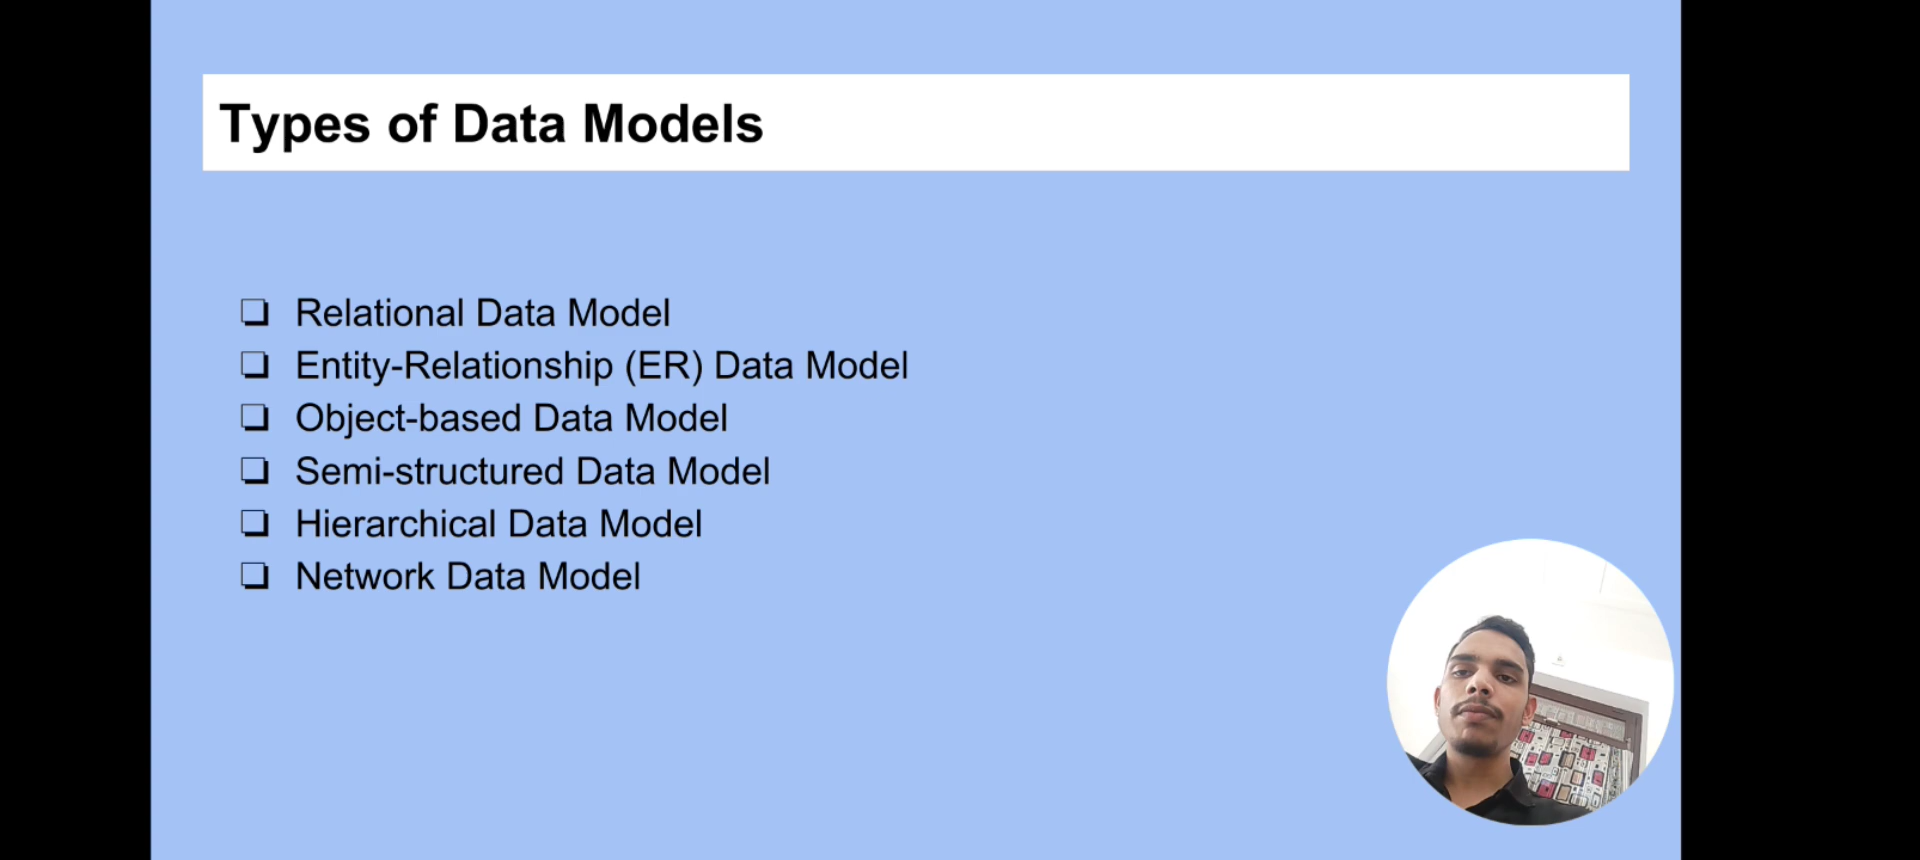 Types of Data Models
❏ Relational Data Model
❏ Entity-Relationship (ER) Data Model
❏ Object-based Data Model
❏ Semi-structured Data Model
❏ Hierarchical Data Model
❏ Network Data Model